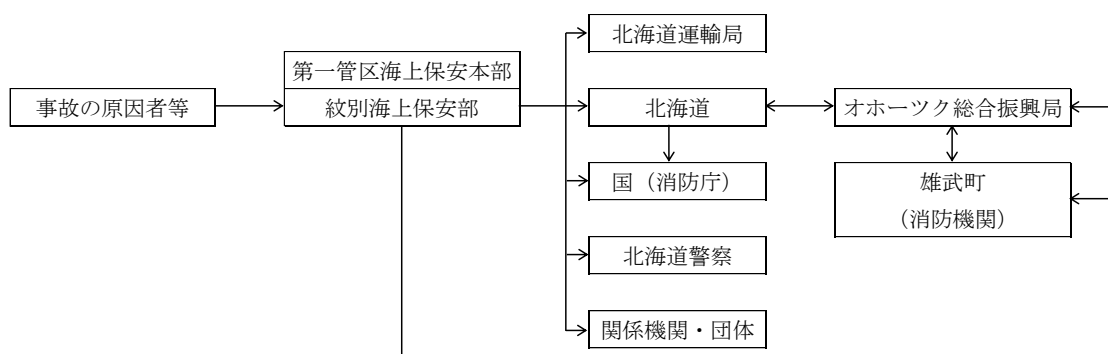 北海道運輸局
第一管区海上保安本部
事故の原因者等
紋別海上保安部
北海道
オホーツク総合振興局
国（消防庁）
雄武町
（消防機関）
北海道警察
関係機関・団体